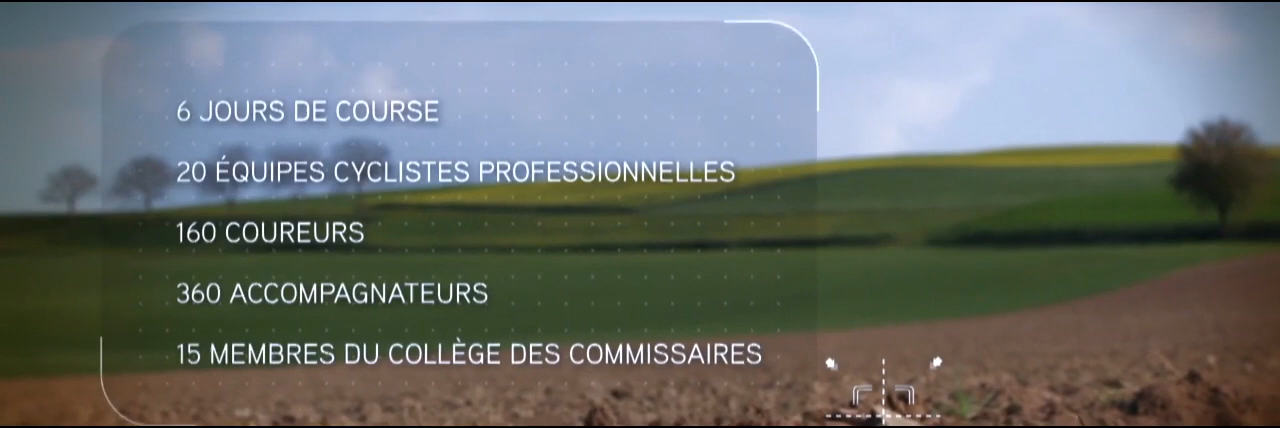 6 JOURS DE COURSE
20 ÉQUIPES CYCLISTES PROFESSIONNELLES
160 COUREURS
360 ACCOMPAGNATEURS
15 MEMBRES DU COLLÈGE DES COMMISSAIRES